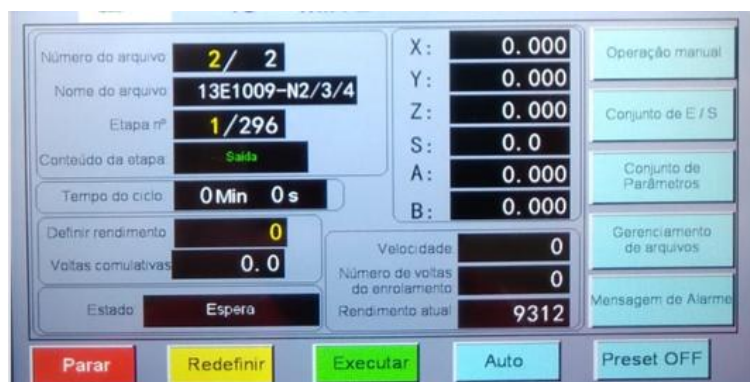 Número do arquivo 2/ 2
Nome do arquivo 13E1009-N2/3/4
Etapa nº 1/296
Conteúdo da etapa Saída
Tempo do ciclo 0Min 0s
Definir rendimento 0
Voltas comulativas 0.0
Estado Espera
X: 0.000
Y: 0.000
Z: 0.000
S: 0.0
A: 0.000
B: 0.000
Velocidade 0
Número de voltas
do enrolamento 0
Rendimento atual 9312
Operação manual
Conjunto de E / S
Conjunto de
Parâmetros
Gerenciamento
de arquivos
Mensagem de Alarme
Parar
Redefinir
Executar
Auto
Preset OFF